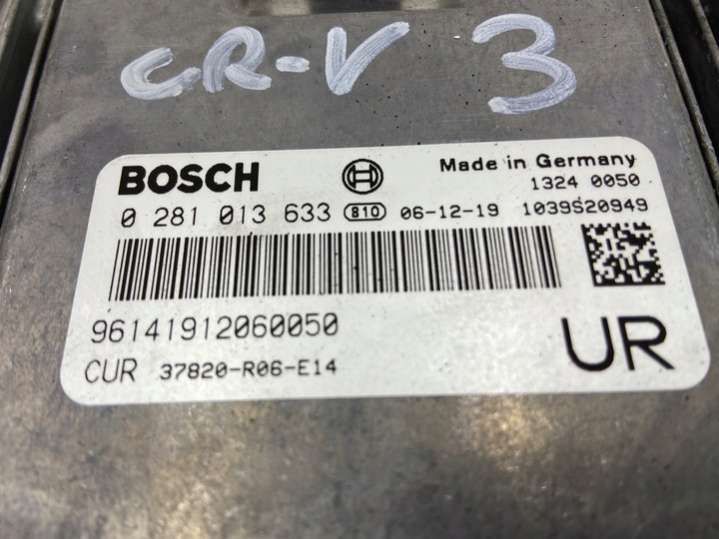 CR-V 3
BOSCH
Made in Germany
1324 0050
0 281 013 633 810 06-12-19 1039S20949
96141912060050
UR
CUR 37820-R06-E14